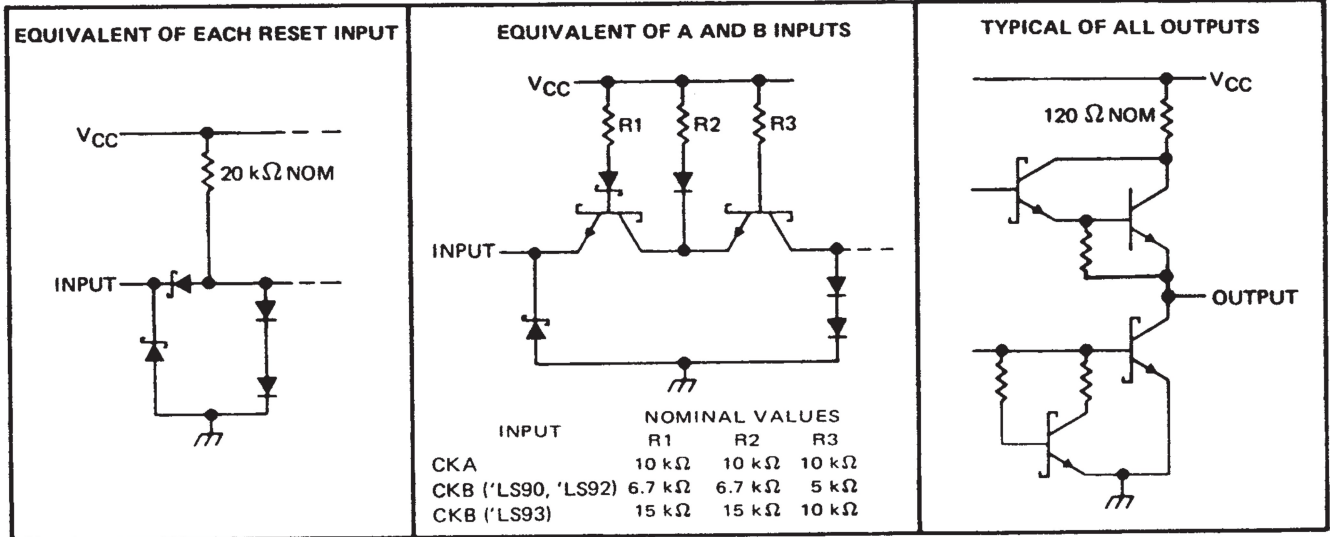 EQUIVALENT OF EACH RESET INPUT
VCC
20 kΩ NOM
INPUT
EQUIVALENT OF A AND B INPUTS
VCC
R1
R2
R3
INPUT
NOMINAL VALUES
INPUT
R1 R2 R3
CKA 10 kΩ 10 kΩ 10 kΩ
CKB ('LS90, 'LS92) 6.7 kΩ 6.7 kΩ 5 kΩ
CKB ('LS93) 15 kΩ 15 kΩ 10 kΩ
TYPICAL OF ALL OUTPUTS
VCC
120 Ω NOM
OUTPUT